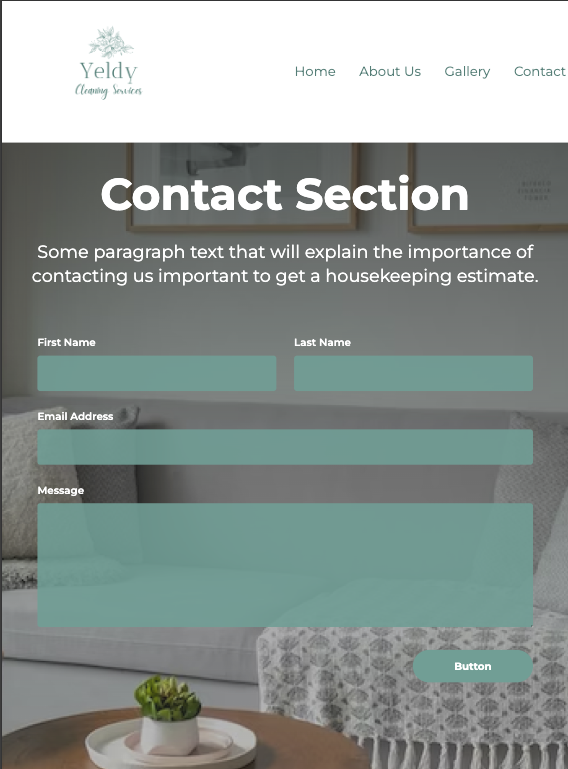 Yeldy
Cleaning Services
Home About Us Gallery Contact
Contact Section
Some paragraph text that will explain the importance of
contacting us important to get a housekeeping estimate.
First Name Last Name
Email Address
Message
Button